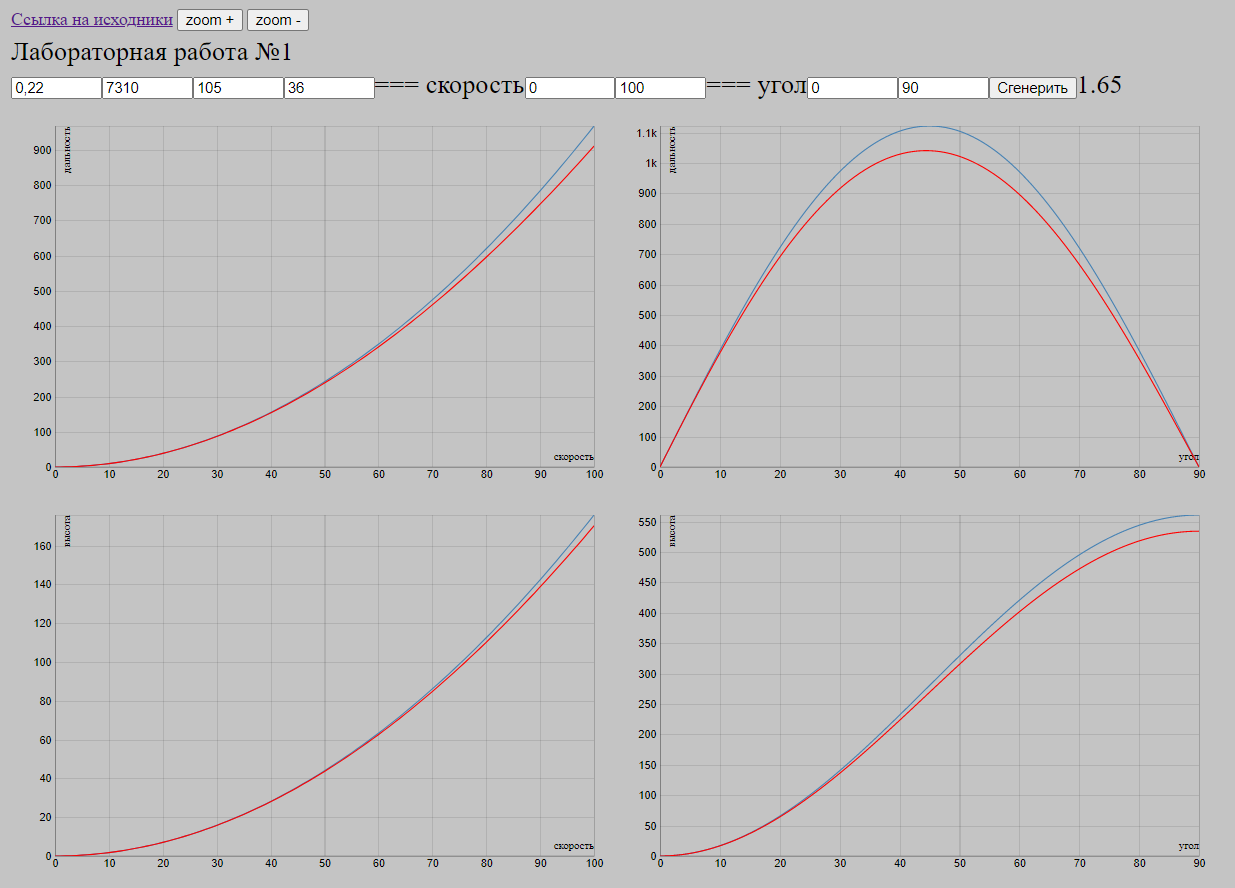 Ссылка на исходники zoom + zoom -
Лабораторная работа №1
0,22 7310 105 36 === скорость 0 100 === угол 0 90 Сгенерить 1.65
дальность
900
800
700
600
500
400
300
200
100
0
скорость
0 10 20 30 40 50 60 70 80 90 100
дальность
1.1k
1k
900
800
700
600
500
400
300
200
100
0
угол
0 10 20 30 40 50 60 70 80 90
высота
160
140
120
100
80
60
40
20
0
скорость
0 10 20 30 40 50 60 70 80 90 100
высота
550
500
450
400
350
300
250
200
150
100
50
0
угол
0 10 20 30 40 50 60 70 80 90